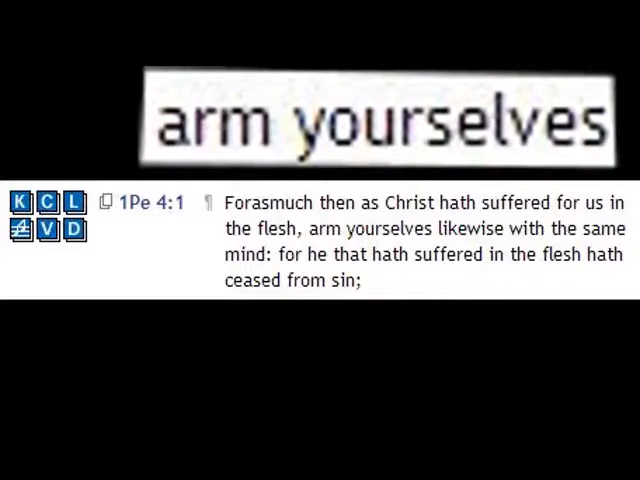 arm yourselves
K C L 1Pe 4:1 ¶ Forasmuch then as Christ hath suffered for us in
V D the flesh, arm yourselves likewise with the same
mind: for he that hath suffered in the flesh hath
ceased from sin;